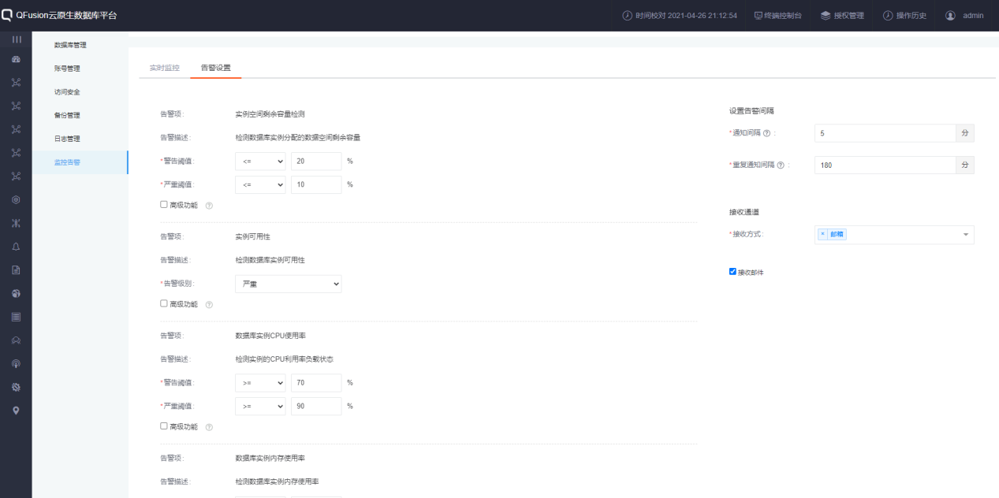 QFusion云原生数据库平台
时间校对 2021-04-26 21:12:54
终端控制台
授权管理
操作历史
admin
数据库管理
账号管理
访问安全
备份管理
日志管理
监控告警
实时监控
告警设置
告警项:
实例空间剩余容量检测
告警描述:
检测数据库实例分配的数据空间剩余容量
*警告阈值:
<=
20
%
*严重阈值:
<=
10
%
高级功能
告警项:
实例可用性
告警描述:
检测数据库实例可用性
*告警级别:
严重
高级功能
告警项:
数据库实例CPU使用率
告警描述:
检测实例的CPU利用率负载状态
*警告阈值:
>=
70
%
*严重阈值:
>=
90
%
高级功能
告警项:
数据库实例内存使用率
告警描述:
检测数据库实例内存使用率
设置告警间隔
*通知间隔 :
5
分
*重复通知间隔 :
180
分
接收通道
*接收方式:
× 邮箱
接收邮件